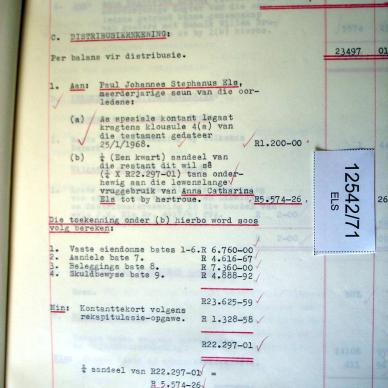 C. DISTRIBUSIEREKENING:
Per balans vir distribusie. 23497 01
1. Aan: Paul Johannes Stephanus Els,
meerderjarige seun van die oor-
ledene:
(a) As spesiale kontant legaat
kragtens klousule 4(a) van
die testament gedateer
25/1/1968. R1.200-00
(b) ¼ (Een kwart) aandeel van
die restant dit wil sê
(¼ X R22.297-01) tans onder-
hewig aan die lewenslange
vruggebruik van Anna Catharina
Els tot by hertroue. R5.574-26
Die toekenning onder (b) hierbo word soos
volg bereken:
1. Vaste eiendomme bates 1-6. R 6.760-00
2. Aandele bate 7. R 4.616-67
3. Beleggings bate 8. R 7.360-00
4. Skuldbewyse bate 9. R 4.888-92
R23.625-59
Min: Kontanttekort volgens
rekapitulasie-opgawe. R 1.328-58
R22.297-01
¼ aandeel van R22.297-01 =
R 5.574-26
12542/71
ELS